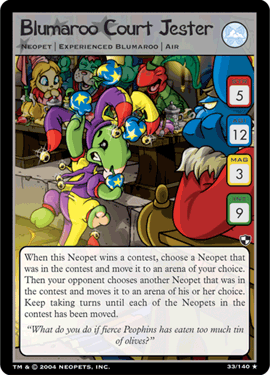 Blumaroo Court Jester
Neopet | Experienced Blumaroo | Air
5
12
MAG
3
9
When this Neopet wins a contest, choose a Neopet that
was in the contest and move it to an arena of your choice.
Then your opponent chooses another Neopet that was in
the contest and moves it to an arena of his or her choice.
Keep taking turns until each of the Neopets in the
contest has been moved.
"What do you do if fierce Peophins has eaten too much tin
of olives?"
TM & © 2004 NEOPETS, INC.
33/140 ★